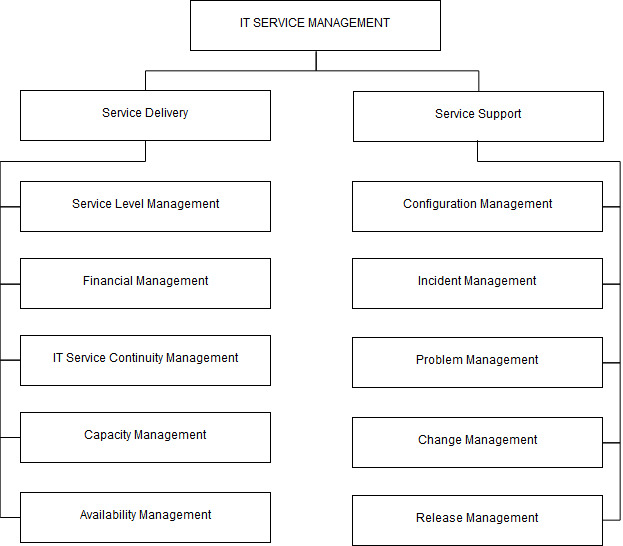 IT SERVICE MANAGEMENT
Service Delivery
Service Support
Service Level Management
Configuration Management
Financial Management
Incident Management
IT Service Continuity Management
Problem Management
Capacity Management
Change Management
Availability Management
Release Management